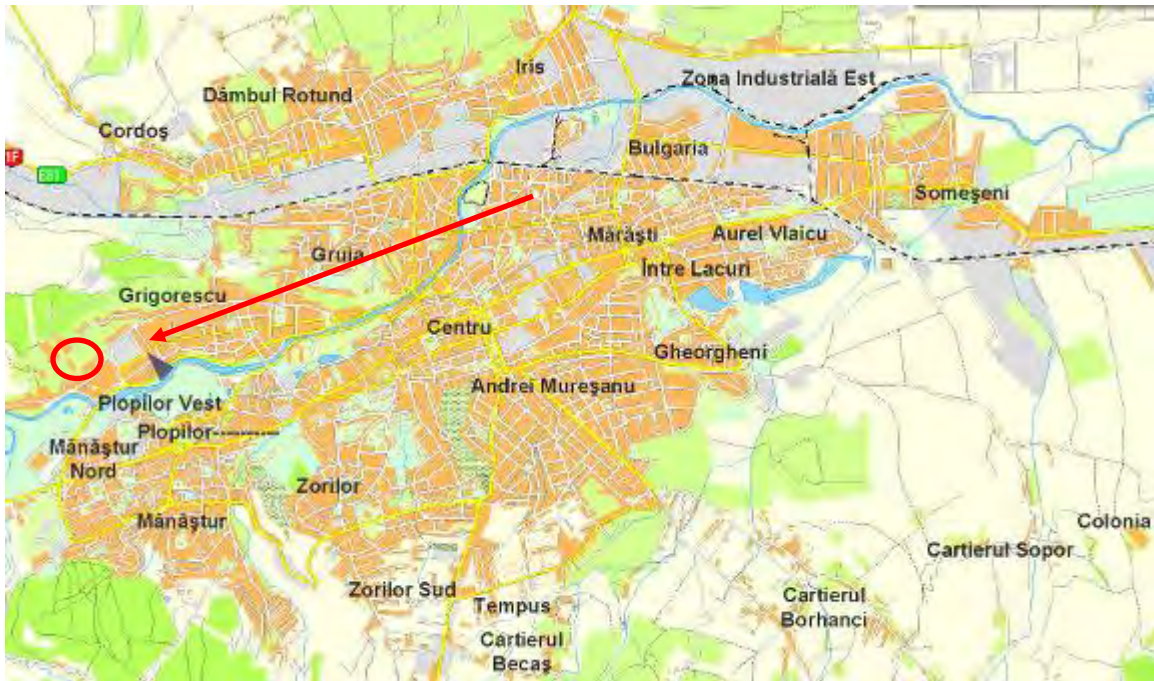 Iris
Zona Industrială Est
Dâmbul Rotund
Cordoş
Bulgaria
1F
E81
Someşeni
Mărăşti
Aurel Vlaicu
Gruia
Între Lacuri
Grigorescu
Centru
Gheorgheni
Andrei Mureşanu
Plopilor Vest
Plopilor----------
Mănăştur
Nord
Zorilor
Mănăştur
Colonia
Cartierul Sopor
Zorilor Sud
Tempus
Cartierul
Borhanci
Cartierul
Becaş